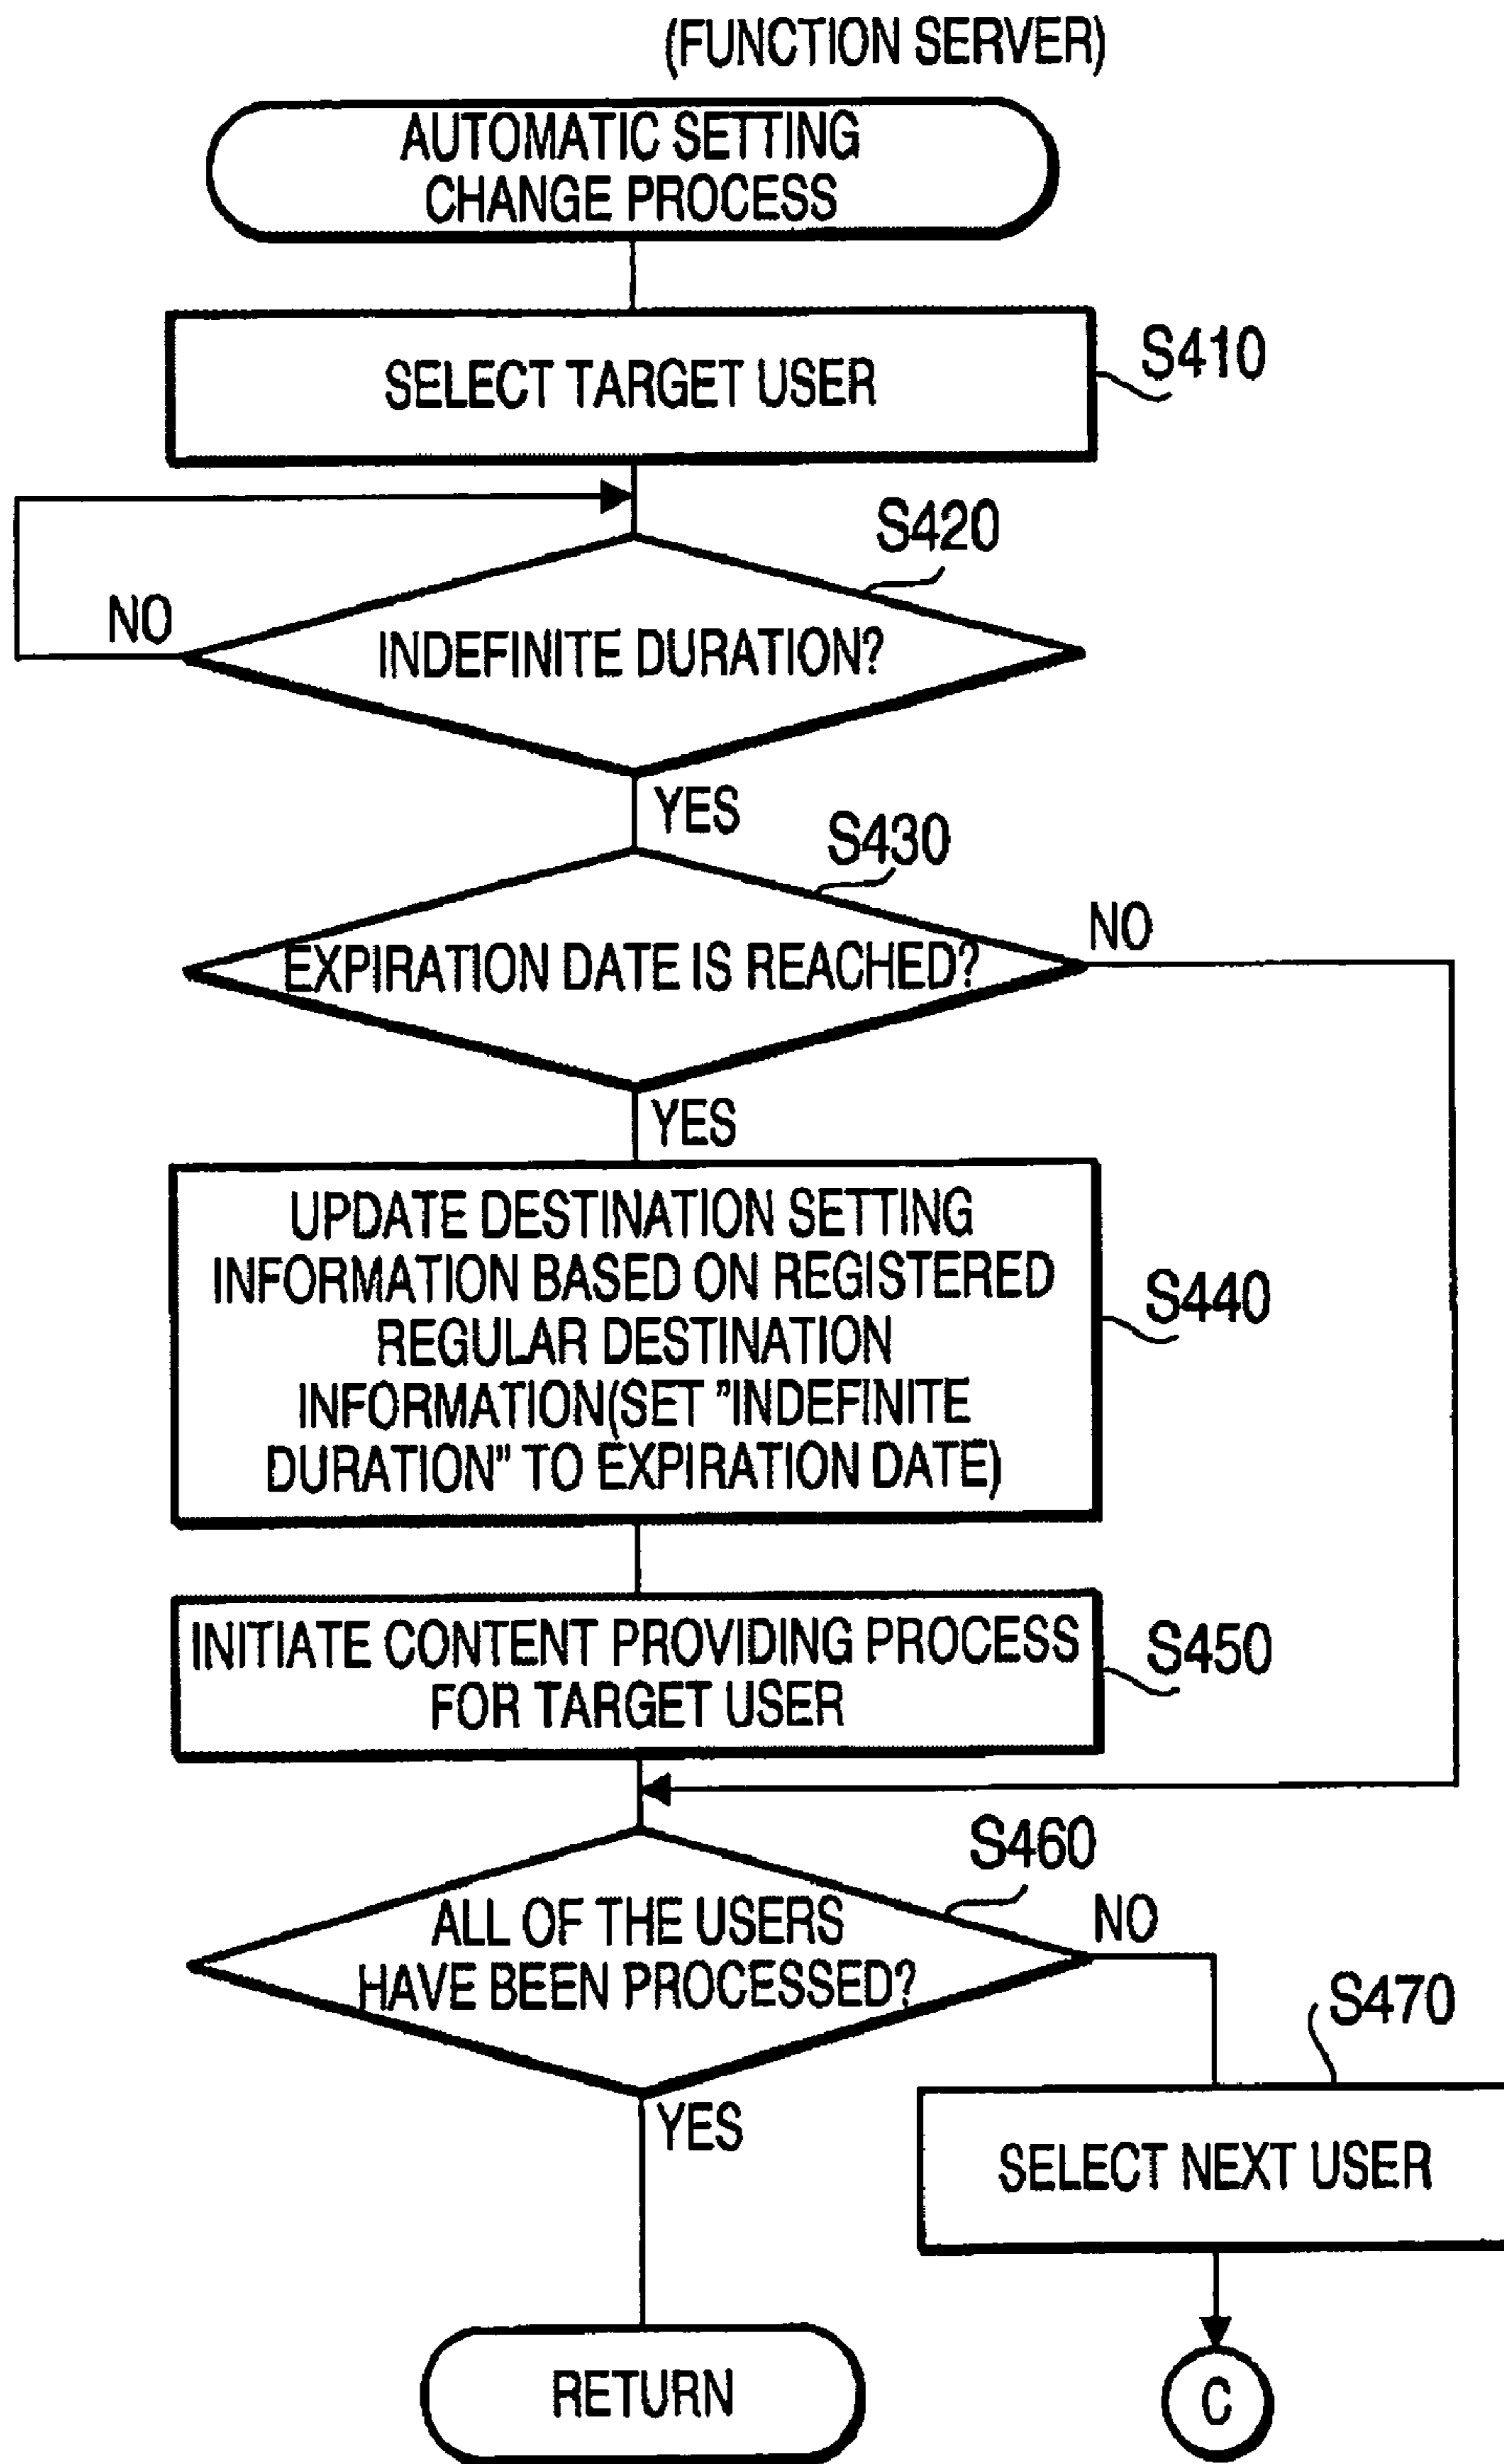 (FUNCTION SERVER)
AUTOMATIC SETTING
CHANGE PROCESS
SELECT TARGET USER
S410
S420
NO
INDEFINITE DURATION?
YES
S430
NO
EXPIRATION DATE IS REACHED?
YES
UPDATE DESTINATION SETTING
INFORMATION BASED ON REGISTERED
REGULAR DESTINATION
INFORMATION(SET "INDEFINITE
DURATION" TO EXPIRATION DATE)
S440
INITIATE CONTENT PROVIDING PROCESS
FOR TARGET USER
S450
S460
NO
ALL OF THE USERS
HAVE BEEN PROCESSED?
YES
S470
SELECT NEXT USER
RETURN
C